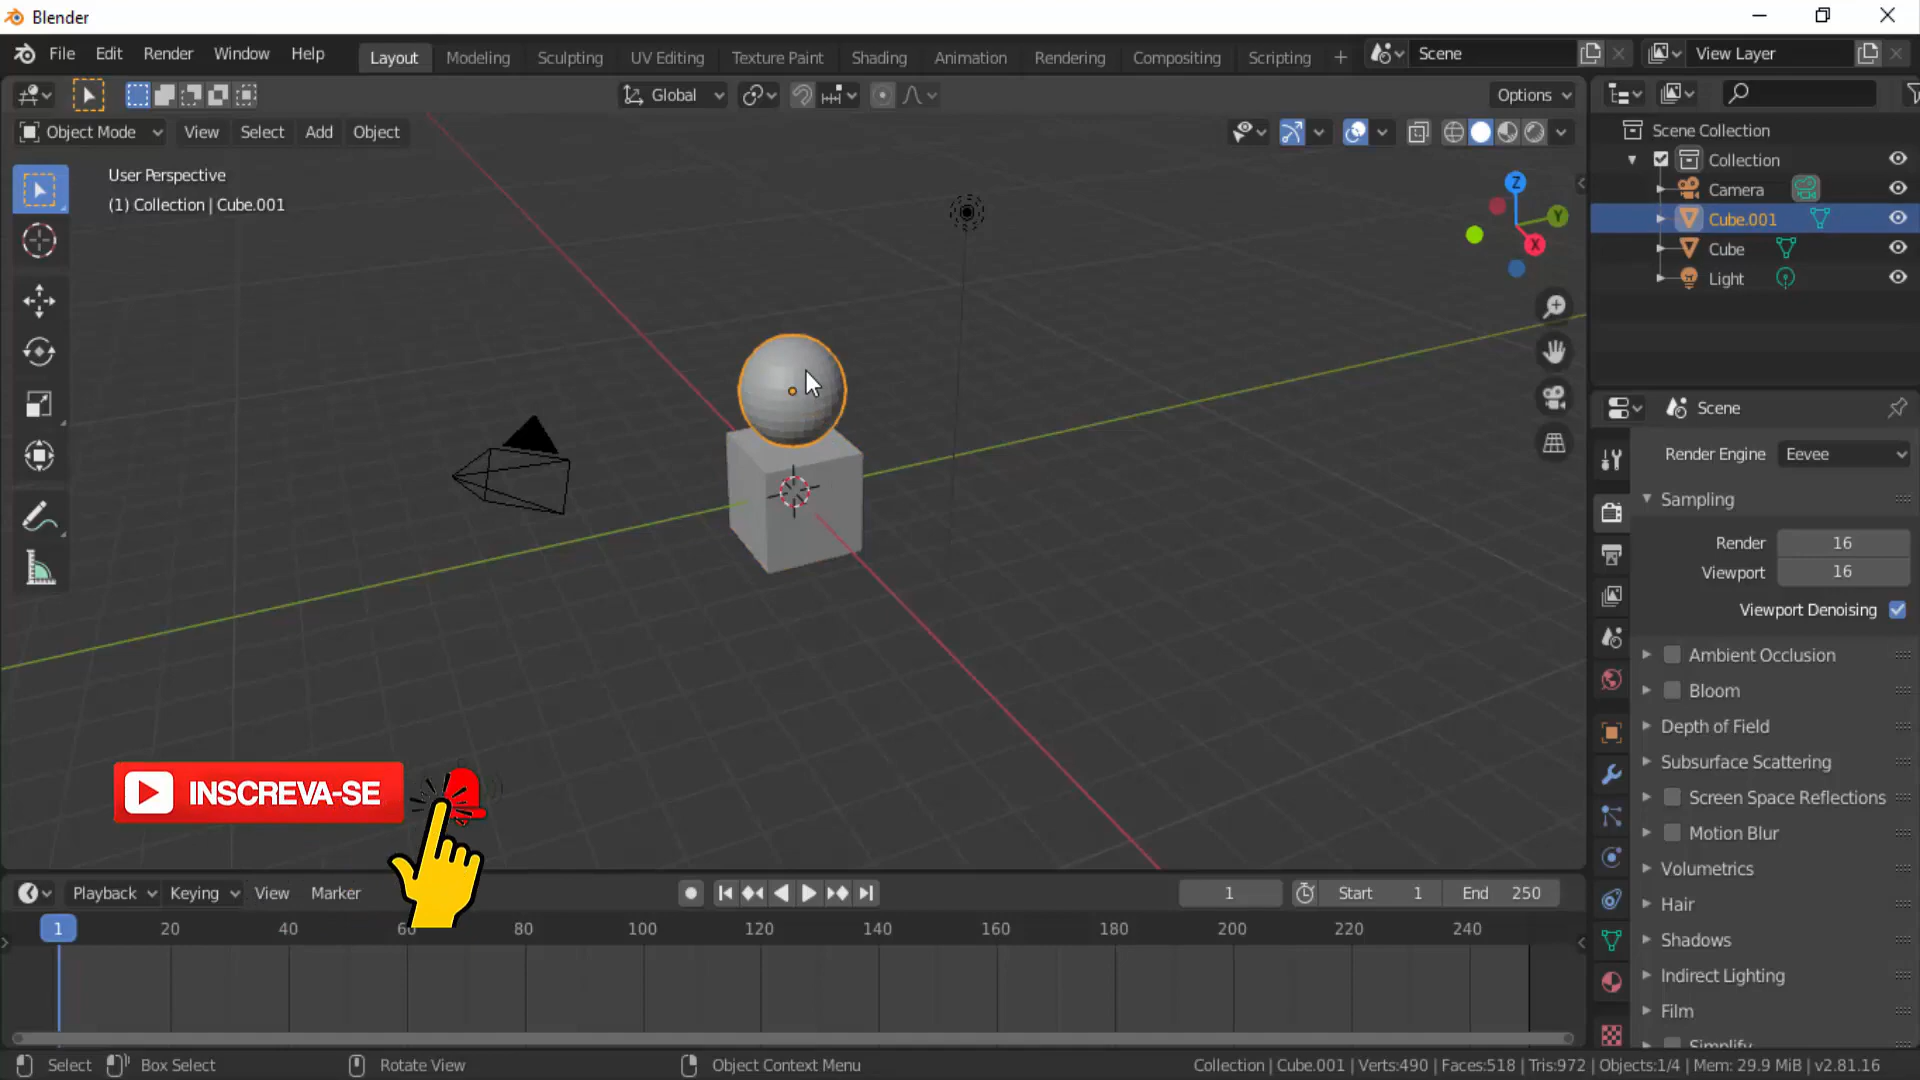 Blender
File Edit Render Window Help Layout Modeling Sculpting UV Editing Texture Paint Shading Animation Rendering Compositing Scripting + Scene View Layer
Global Options
Object Mode View Select Add Object
User Perspective
(1) Collection | Cube.001
Z
Y
X
Scene Collection
Collection
Camera
Cube.001
Cube
Light
Scene
Render Engine Eevee
Sampling
Render 16
Viewport 16
Viewport Denoising
Ambient Occlusion
Bloom
Depth of Field
Subsurface Scattering
Screen Space Reflections
Motion Blur
Volumetrics
Hair
Shadows
Indirect Lighting
Film
Simplify
INSCREVA-SE
Playback Keying View Marker 1 Start 1 End 250
1 20 40 60 80 100 120 140 160 180 200 220 240
Select Box Select Rotate View Object Context Menu Collection | Cube.001 | Verts:490 | Faces:518 | Tris:972 | Objects:1/4 | Mem: 29.9 MiB | v2.81.16